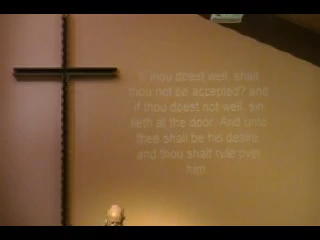 If thou doest well, shalt
thou not be accepted? and
if thou doest not well, sin
lieth at the door. And unto
thee shall be his desire,
and thou shalt rule over
him.